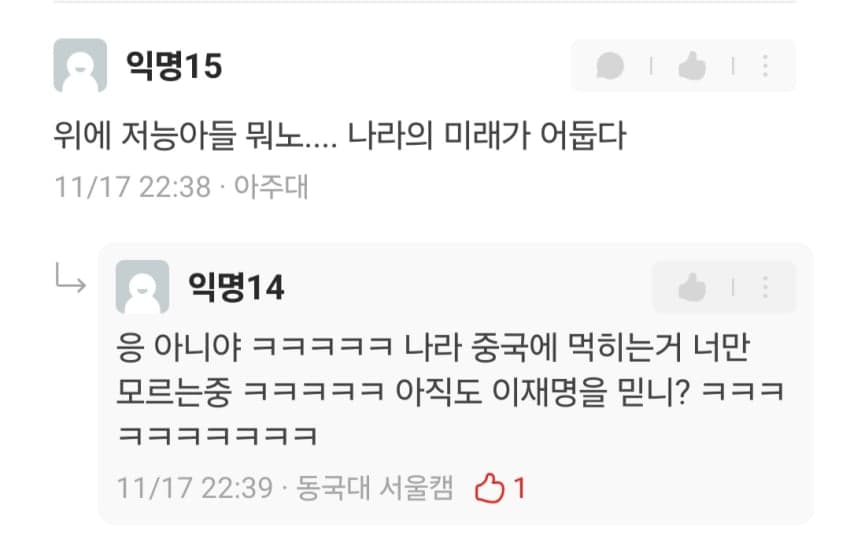 익명15
위에 저능아들 뭐노.... 나라의 미래가 어둡다
11/17 22:38 · 아주대
익명14
응 아니야 ㅋㅋㅋㅋㅋ 나라 중국에 먹히는거 너만
모르는중 ㅋㅋㅋㅋㅋ 아직도 이재명을 믿니? ㅋㅋㅋ
ㅋㅋㅋㅋㅋㅋㅋ
11/17 22:39 · 동국대 서울캠 1